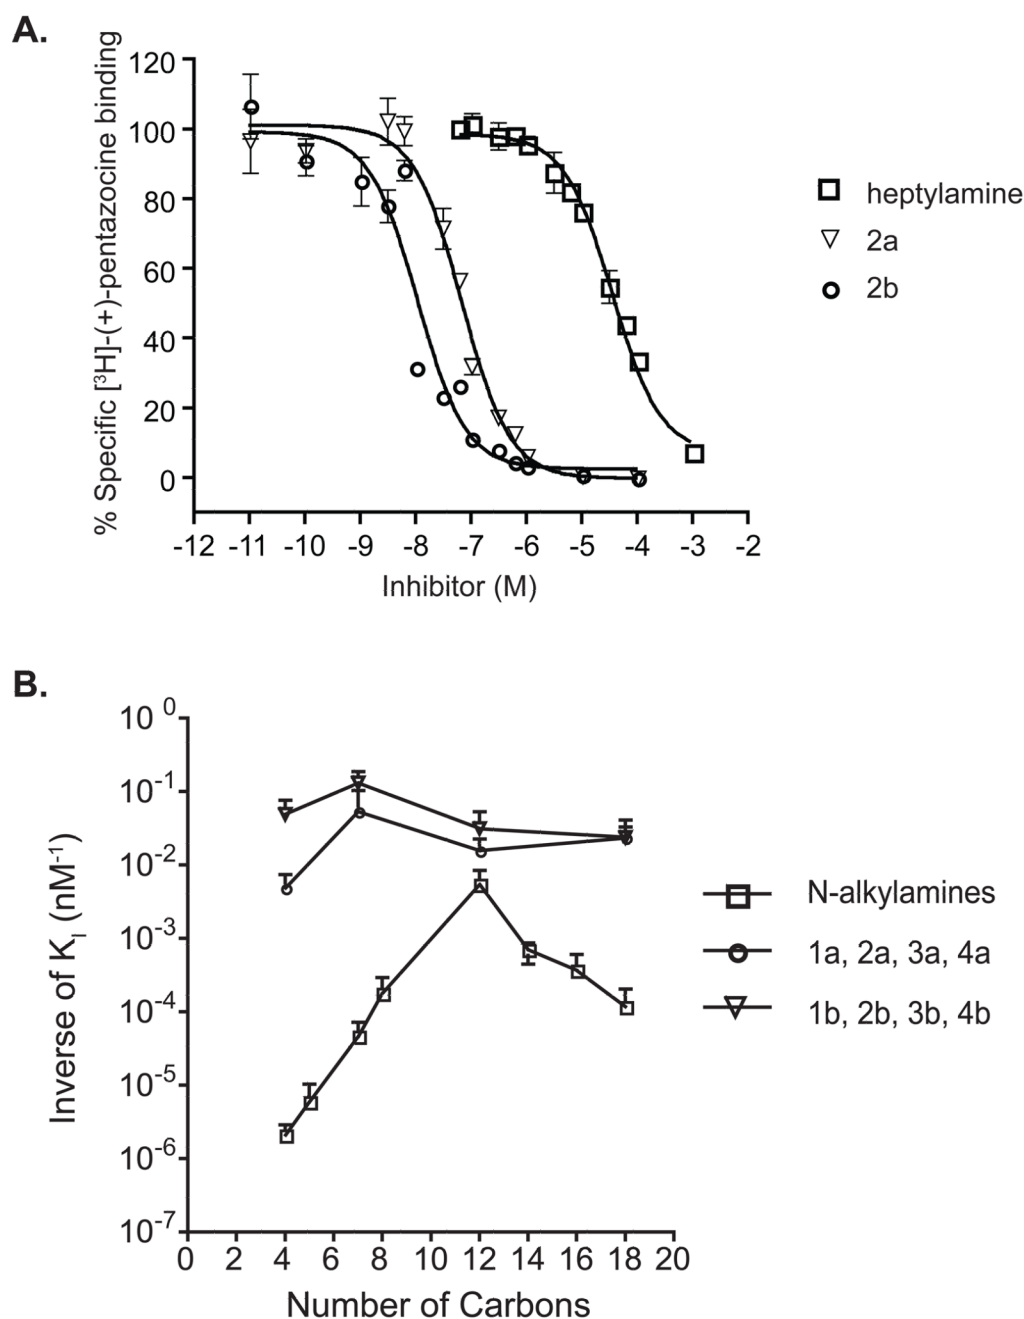 A.
% Specific [³H]-(+)-pentazocine binding
120
100
80
60
40
20
0
-12 -11 -10 -9 -8 -7 -6 -5 -4 -3 -2
Inhibitor (M)
heptylamine
2a
2b
B.
Inverse of K_I (nM⁻¹)
10⁰
10⁻¹
10⁻²
10⁻³
10⁻⁴
10⁻⁵
10⁻⁶
10⁻⁷
0 2 4 6 8 10 12 14 16 18 20
Number of Carbons
N-alkylamines
1a, 2a, 3a, 4a
1b, 2b, 3b, 4b